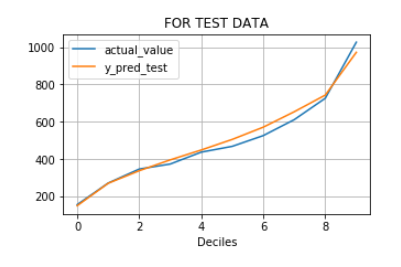 FOR TEST DATA
actual_value
y_pred_test
1000
800
600
400
200
0 2 4 6 8
Deciles